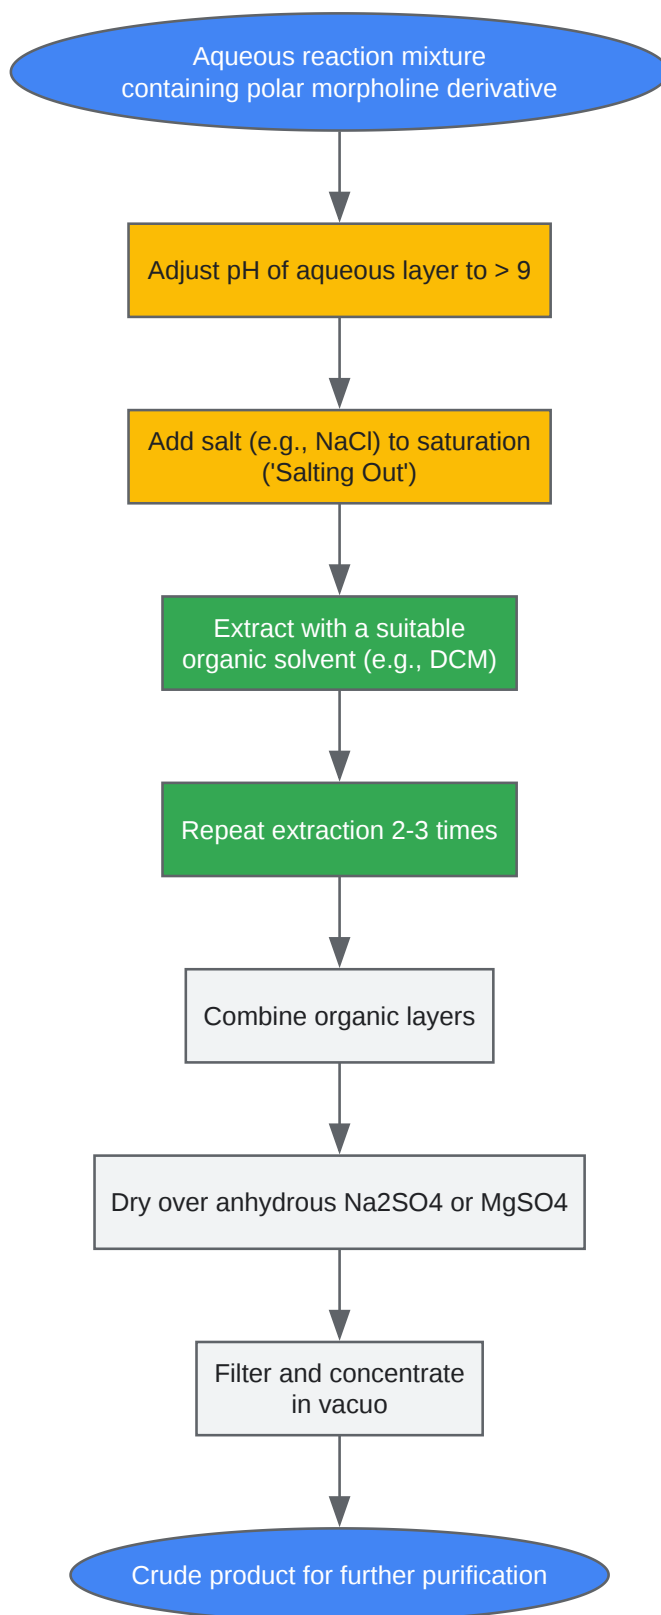 Aqueous reaction mixture
containing polar morpholine derivative
Adjust pH of aqueous layer to > 9
Add salt (e.g., NaCl) to saturation
('Salting Out')
Extract with a suitable
organic solvent (e.g., DCM)
Repeat extraction 2-3 times
Combine organic layers
Dry over anhydrous Na2SO4 or MgSO4
Filter and concentrate
in vacuo
Crude product for further purification